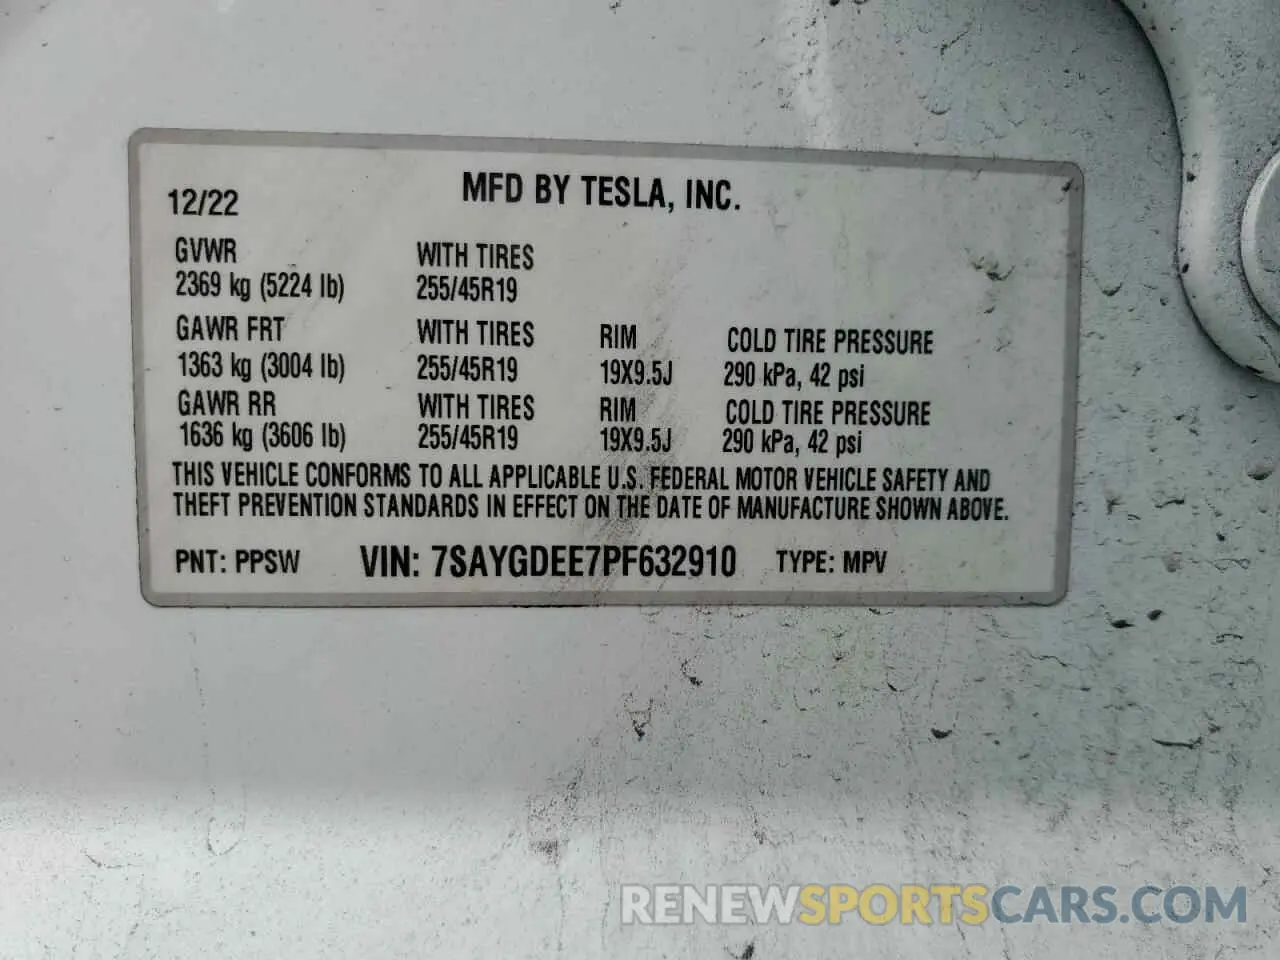 12/22 MFD BY TESLA, INC.
GVWR WITH TIRES
2369 kg (5224 lb) 255/45R19
GAWR FRT WITH TIRES RIM COLD TIRE PRESSURE
1363 kg (3004 lb) 255/45R19 19X9.5J 290 kPa, 42 psi
GAWR RR WITH TIRES RIM COLD TIRE PRESSURE
1636 kg (3606 lb) 255/45R19 19X9.5J 290 kPa, 42 psi
THIS VEHICLE CONFORMS TO ALL APPLICABLE U.S. FEDERAL MOTOR VEHICLE SAFETY AND
THEFT PREVENTION STANDARDS IN EFFECT ON THE DATE OF MANUFACTURE SHOWN ABOVE.
PNT: PPSW VIN: 7SAYGDEE7PF632910 TYPE: MPV
RENEWSPORTSCARS.COM